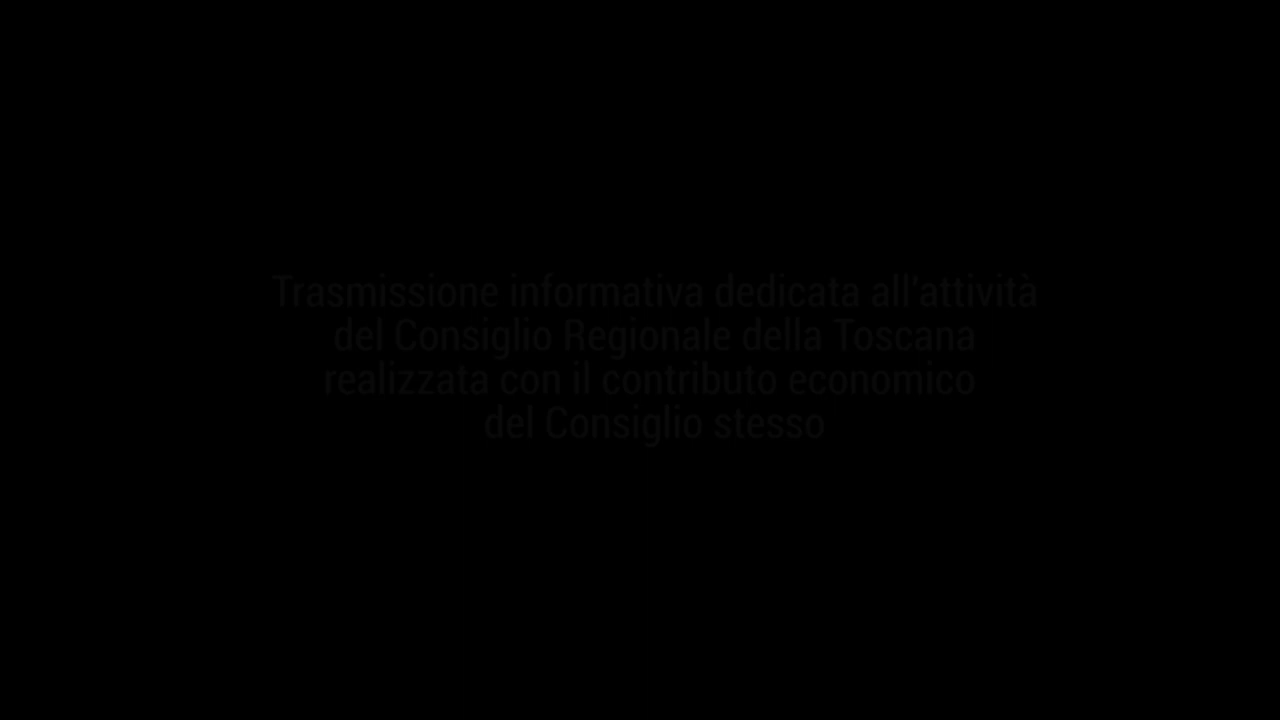 Trasmissione informativa dedicata all'attività
del Consiglio Regionale della Toscana
realizzata con il contributo economico
del Consiglio stesso